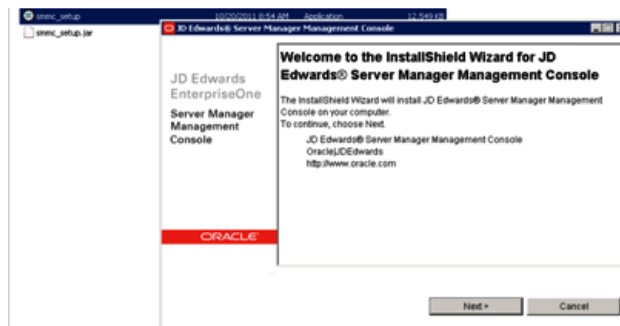 smmc_setup 10/20/2011 8:54 AM Application 12,549 KB
smmc_setup.jar
JD Edwards® Server Manager Management Console
Welcome to the InstallShield Wizard for JD
Edwards® Server Manager Management Console
JD Edwards
EnterpriseOne
Server Manager
Management
Console
The InstallShield Wizard will install JD Edwards® Server Manager Management
Console on your computer.
To continue, choose Next.
JD Edwards® Server Manager Management Console
Oracle|JDEdwards
http://www.oracle.com
ORACLE
Next >
Cancel